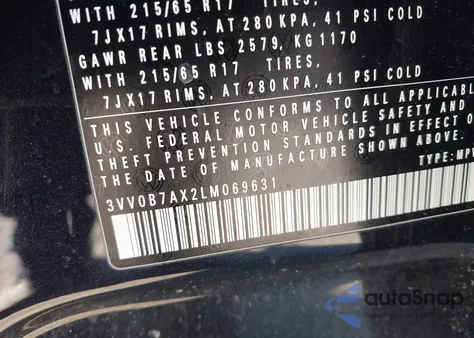 WITH 215/65 R17 TIRES,
7JX17 RIMS, AT 280 KPA, 41 PSI COLD
GAWR REAR LBS 2579, KG 1170
WITH 215/65 R17 TIRES,
7JX17 RIMS, AT 280 KPA, 41 PSI COLD
THIS VEHICLE CONFORMS TO ALL APPLICABL
U.S. FEDERAL MOTOR VEHICLE SAFETY AND
THEFT PREVENTION STANDARDS IN EFFECT O
THE DATE OF MANUFACTURE SHOWN ABOVE.
TYPE: MPV
3VV0B7AX2LM069631
autoSnap